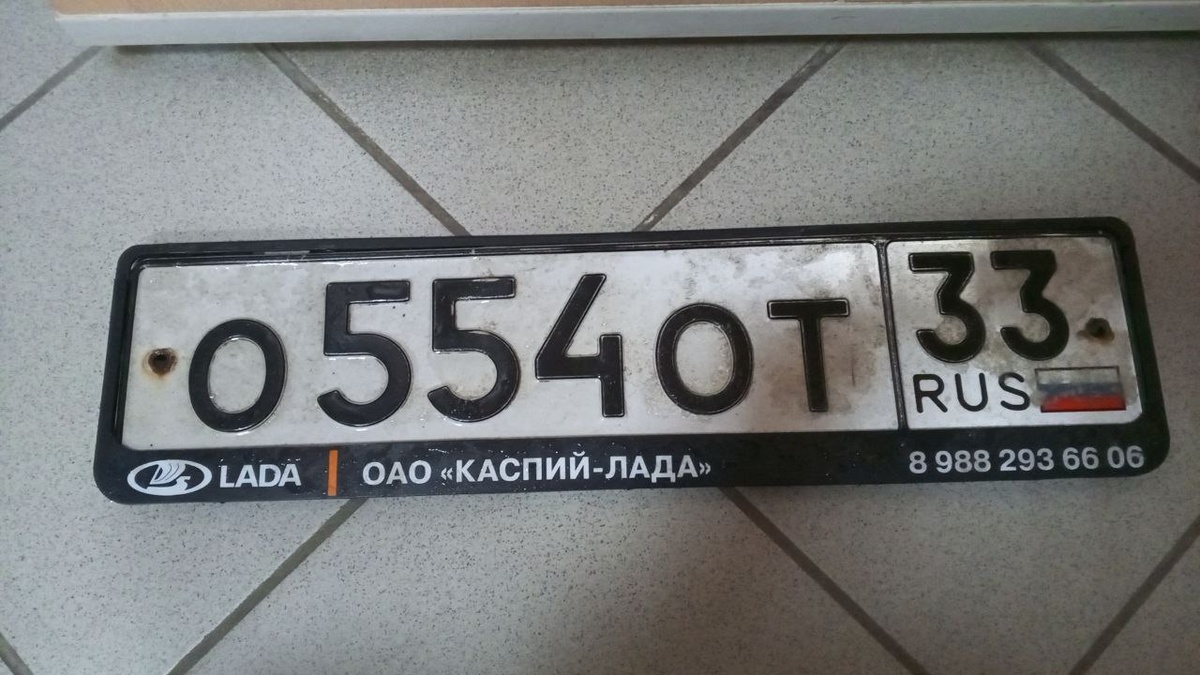 О554ОТ 33
RUS
LADA | ОАО «КАСПИЙ-ЛАДА» 8 988 293 66 06